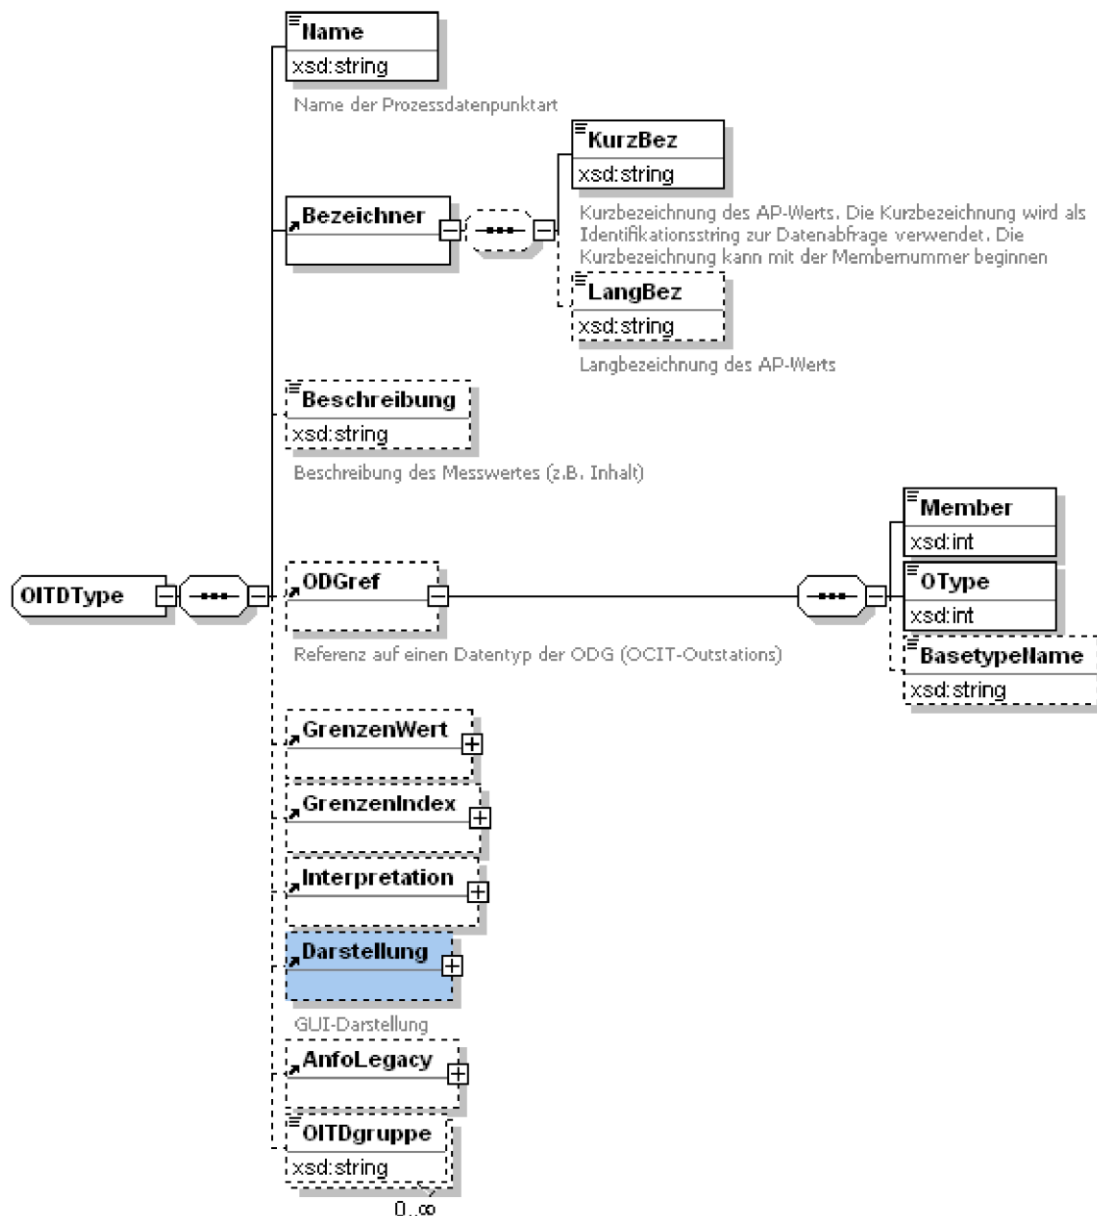 Name
xsd:string
Name der Prozessdatenpunktart
KurzBez
xsd:string
Kurzbezeichnung des AP-Werts. Die Kurzbezeichnung wird als
Identifikationsstring zur Datenabfrage verwendet. Die
Kurzbezeichnung kann mit der Membernummer beginnen
Bezeichner
LangBez
xsd:string
Langbezeichnung des AP-Werts
Beschreibung
xsd:string
Beschreibung des Messwertes (z.B. Inhalt)
Member
xsd:int
OITDType
ODGref
OType
xsd:int
Referenz auf einen Datentyp der ODG (OCIT-Outstations)
BasetypeName
xsd:string
GrenzenWert
GrenzenIndex
Interpretation
Darstellung
GUI-Darstellung
AnfoLegacy
OITDgruppe
xsd:string
0..∞